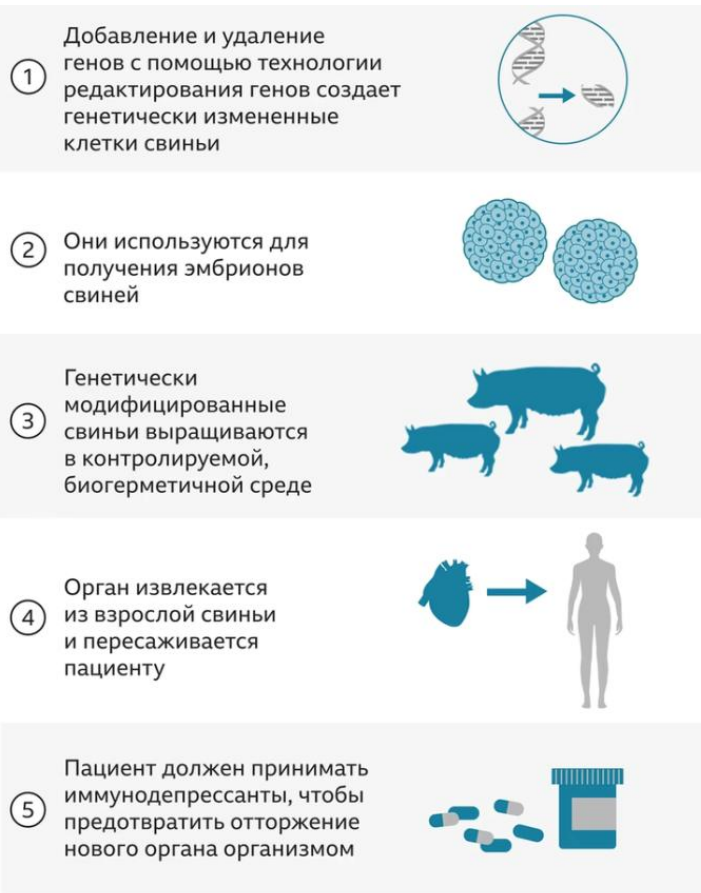 1
Добавление и удаление
генов с помощью технологии
редактирования генов создает
генетически измененные
клетки свиньи
2
Они используются для
получения эмбрионов
свиней
3
Генетически
модифицированные
свиньи выращиваются
в контролируемой,
биогерметичной среде
4
Орган извлекается
из взрослой свиньи
и пересаживается
пациенту
5
Пациент должен принимать
иммунодепрессанты, чтобы
предотвратить отторжение
нового органа организмом